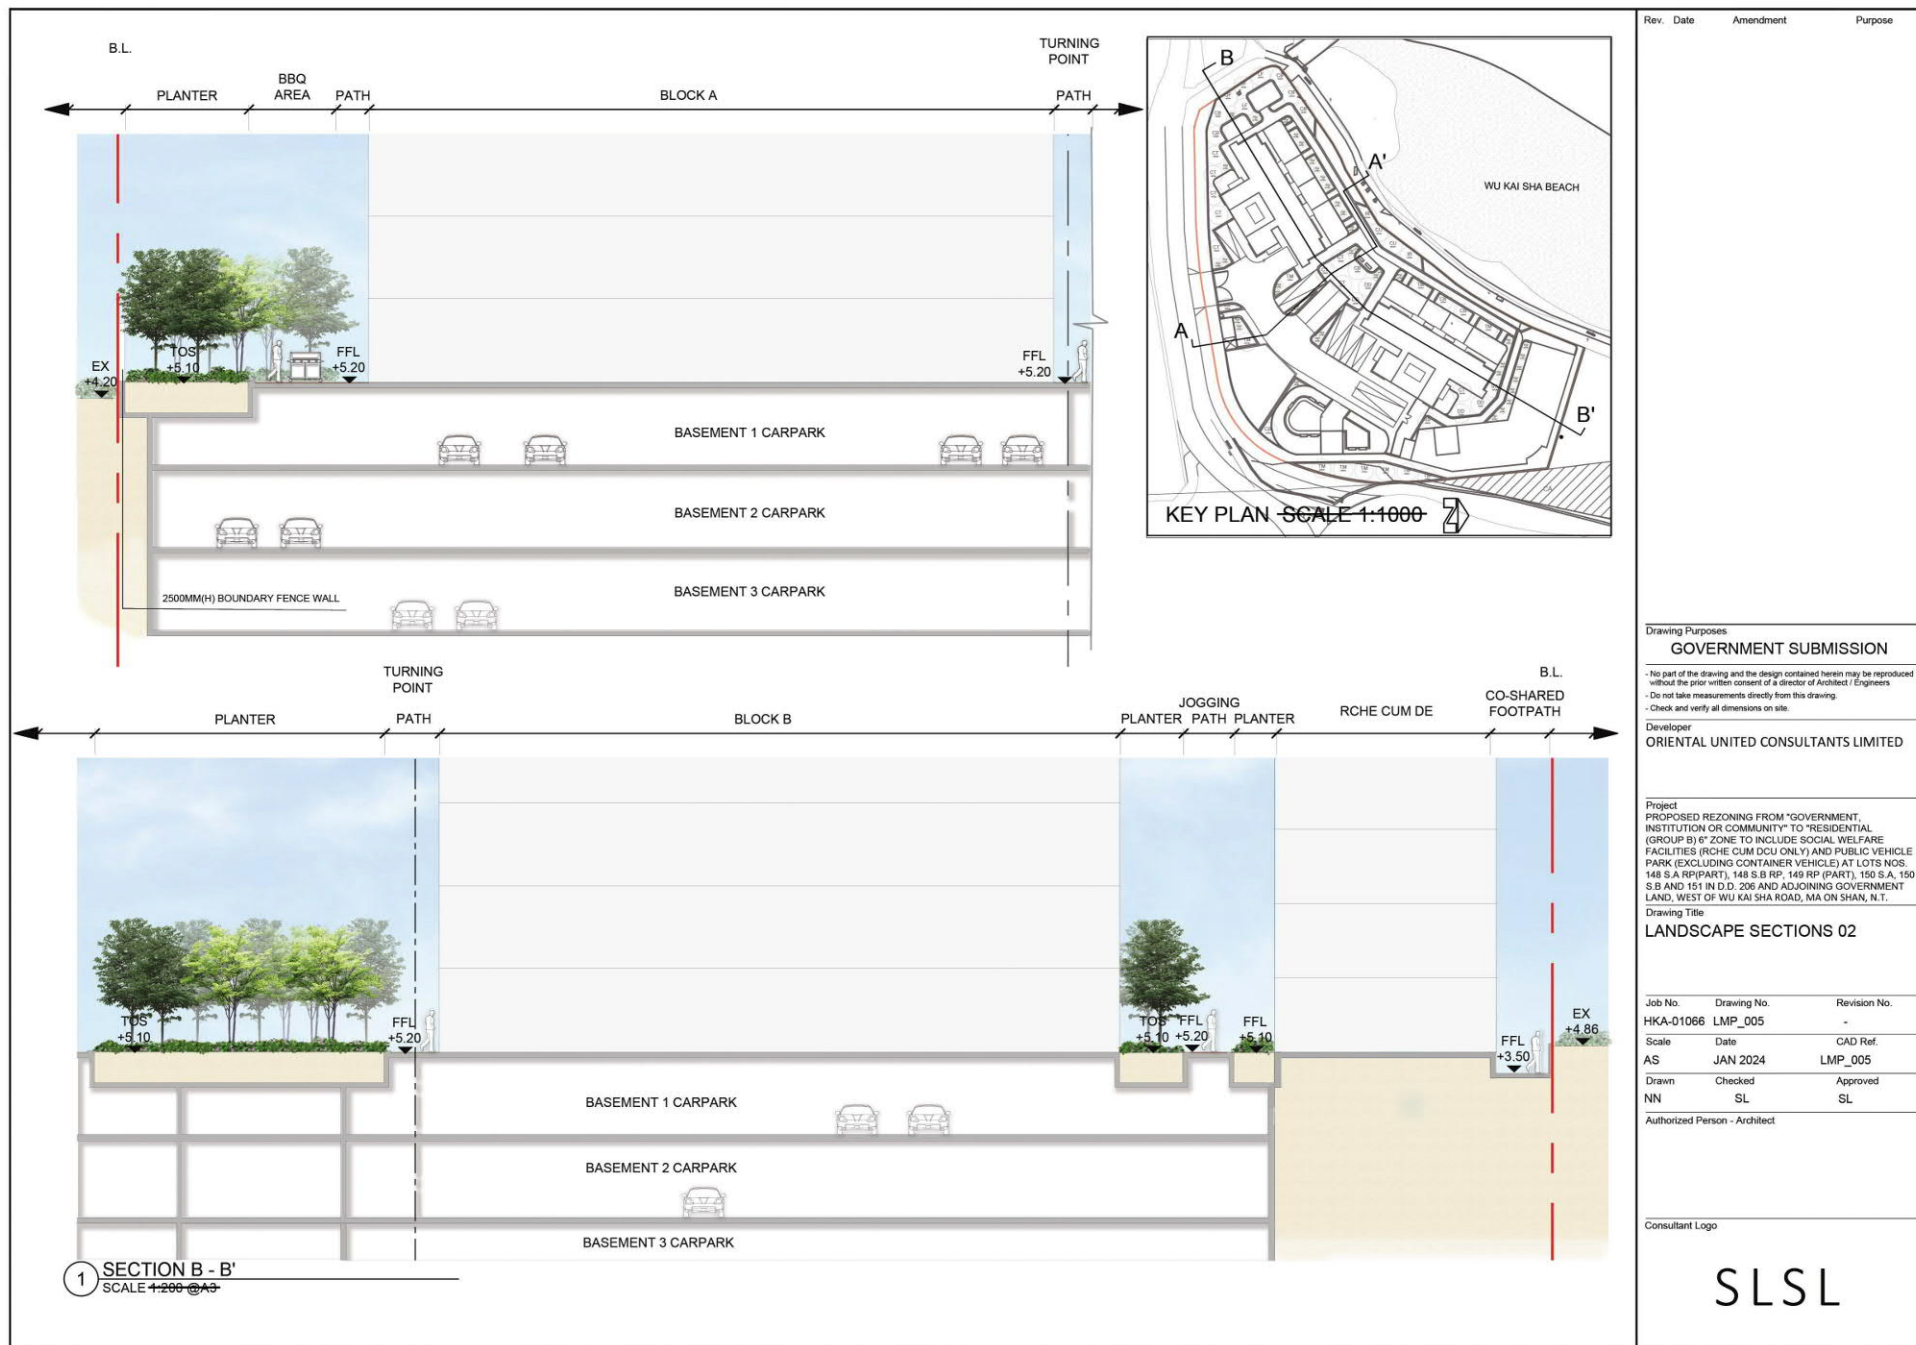 B.L.
TURNING
POINT
PLANTER
BBQ
AREA
PATH
BLOCK A
PATH
EX
+4.20
TOS
+5.10
FFL
+5.20
FFL
+5.20
BASEMENT 1 CARPARK
BASEMENT 2 CARPARK
BASEMENT 3 CARPARK
2500MM(H) BOUNDARY FENCE WALL
B
A'
WU KAI SHA BEACH
A
B'
CA
KEY PLAN SCALE 1:1000
TURNING
POINT
PLANTER
PATH
BLOCK B
PLANTER
JOGGING
PATH
PLANTER
RCHE CUM DE
B.L.
CO-SHARED
FOOTPATH
TOS
+5.10
FFL
+5.20
TOS
+5.10
FFL
+5.20
FFL
+5.10
FFL
+3.50
EX
+4.86
BASEMENT 1 CARPARK
BASEMENT 2 CARPARK
BASEMENT 3 CARPARK
1
SECTION B - B'
SCALE 1:200 @A3
Rev. Date Amendment Purpose
Drawing Purposes
GOVERNMENT SUBMISSION
- No part of the drawing and the design contained herein may be reproduced
without the prior written consent of a director of Architect / Engineers
- Do not take measurements directly from this drawing.
- Check and verify all dimensions on site.
Developer
ORIENTAL UNITED CONSULTANTS LIMITED
Project
PROPOSED REZONING FROM "GOVERNMENT,
INSTITUTION OR COMMUNITY" TO "RESIDENTIAL
(GROUP B) 6" ZONE TO INCLUDE SOCIAL WELFARE
FACILITIES (RCHE CUM DCU ONLY) AND PUBLIC VEHICLE
PARK (EXCLUDING CONTAINER VEHICLE) AT LOTS NOS.
148 S.A RP(PART), 148 S.B RP, 149 RP (PART), 150 S.A, 150
S.B AND 151 IN D.D. 206 AND ADJOINING GOVERNMENT
LAND, WEST OF WU KAI SHA ROAD, MA ON SHAN, N.T.
Drawing Title
LANDSCAPE SECTIONS 02
Job No. Drawing No. Revision No.
HKA-01066 LMP_005 -
Scale Date CAD Ref.
AS JAN 2024 LMP_005
Drawn Checked Approved
NN SL SL
Authorized Person - Architect
Consultant Logo
SLSL